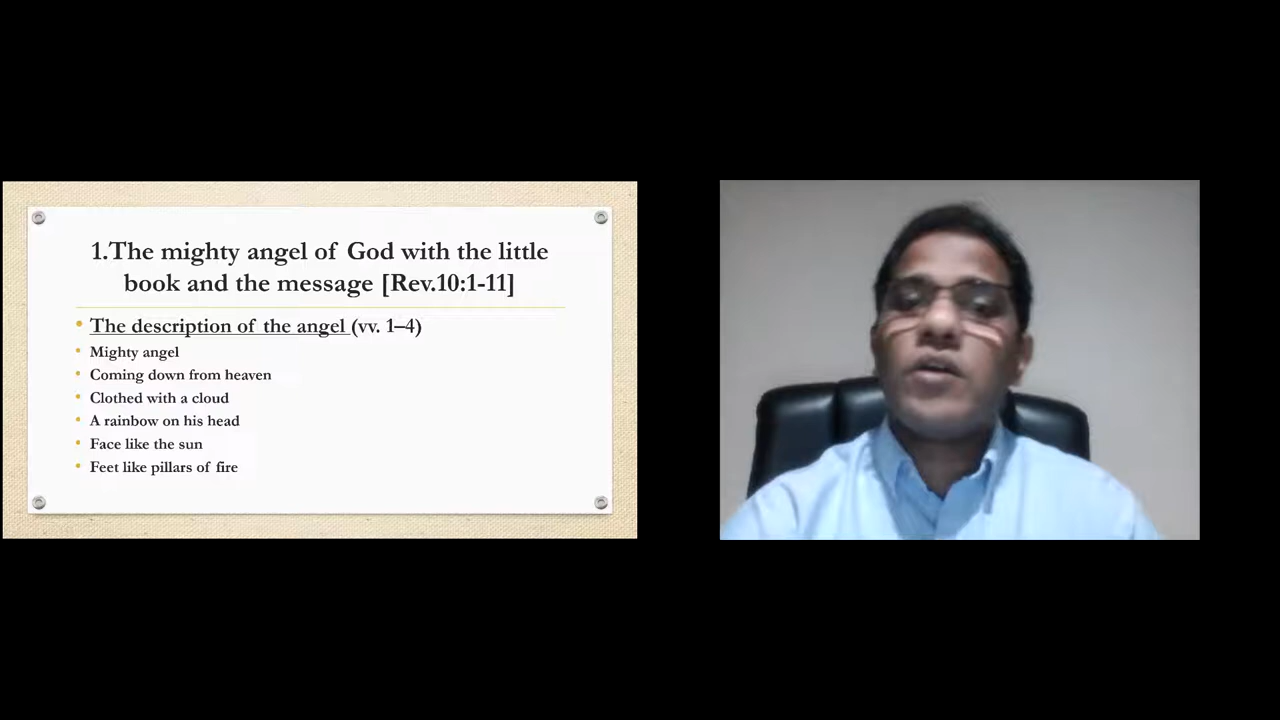 1.The mighty angel of God with the little
book and the message [Rev.10:1-11]
• The description of the angel (vv. 1–4)
• Mighty angel
• Coming down from heaven
• Clothed with a cloud
• A rainbow on his head
• Face like the sun
• Feet like pillars of fire